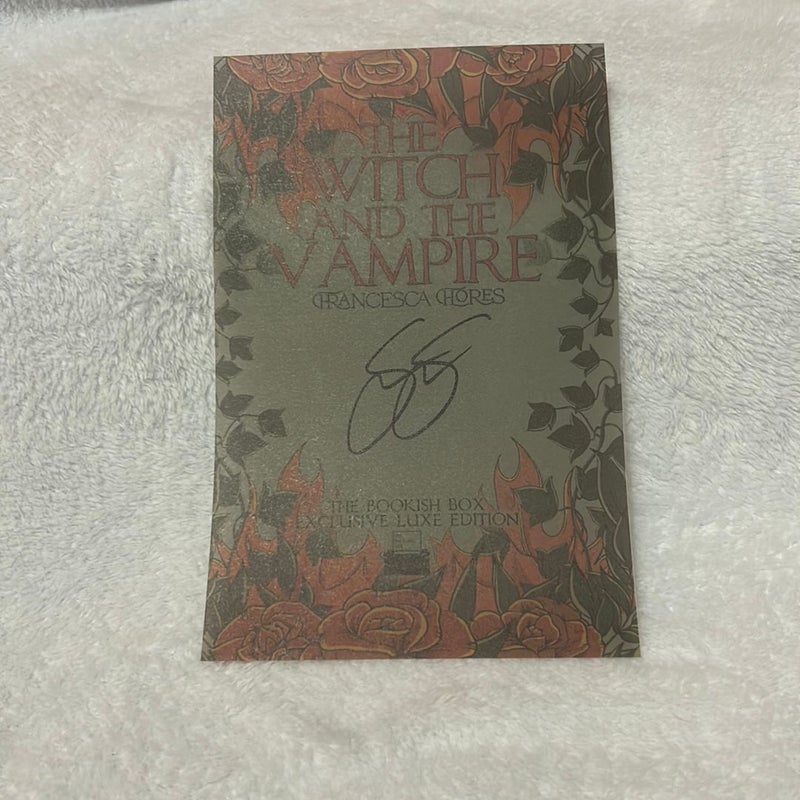 THE
WITCH
AND THE
VAMPIRE
FRANCESCA FLORES
THE BOOKISH BOX
EXCLUSIVE LUXE EDITION